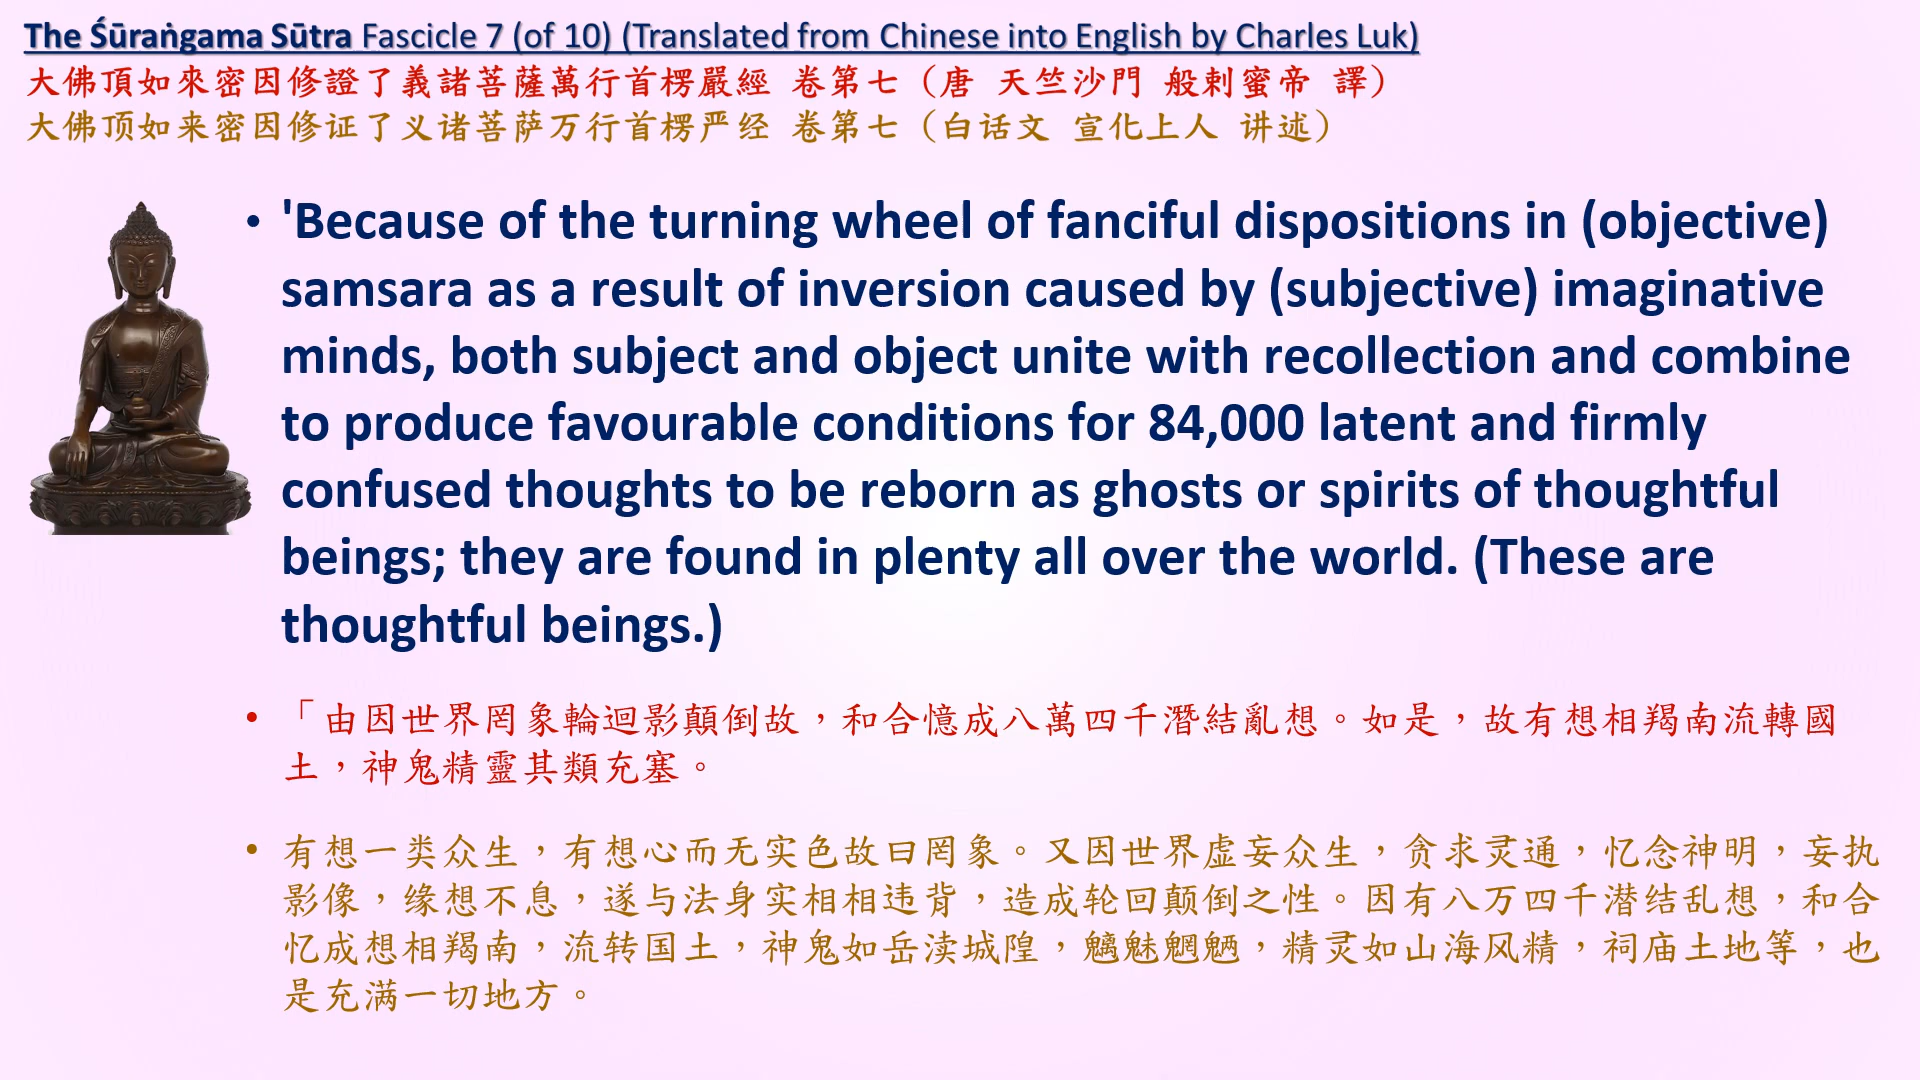 The Śūraṅgama Sūtra Fascicle 7 (of 10) (Translated from Chinese into English by Charles Luk)
大佛頂如來密因修證了義諸菩薩萬行首楞嚴經 卷第七（唐 天竺沙門 般剌蜜帝 譯）
大佛顶如来密因修证了义诸菩萨万行首楞严经 卷第七（白话文 宣化上人 讲述）
• 'Because of the turning wheel of fanciful dispositions in (objective)
samsara as a result of inversion caused by (subjective) imaginative
minds, both subject and object unite with recollection and combine
to produce favourable conditions for 84,000 latent and firmly
confused thoughts to be reborn as ghosts or spirits of thoughtful
beings; they are found in plenty all over the world. (These are
thoughtful beings.)
• 「由因世界罔象輪迴影顛倒故，和合憶成八萬四千潛結亂想。如是，故有想相羯南流轉國
土，神鬼精靈其類充塞。
• 有想一类众生，有想心而无实色故曰罔象。又因世界虚妄众生，贪求灵通，忆念神明，妄执
影像，缘想不息，遂与法身实相相违背，造成轮回颠倒之性。因有八万四千潜结乱想，和合
忆成想相羯南，流转国土，神鬼如岳渎城隍，魑魅魍魉，精灵如山海风精，祠庙土地等，也
是充满一切地方。